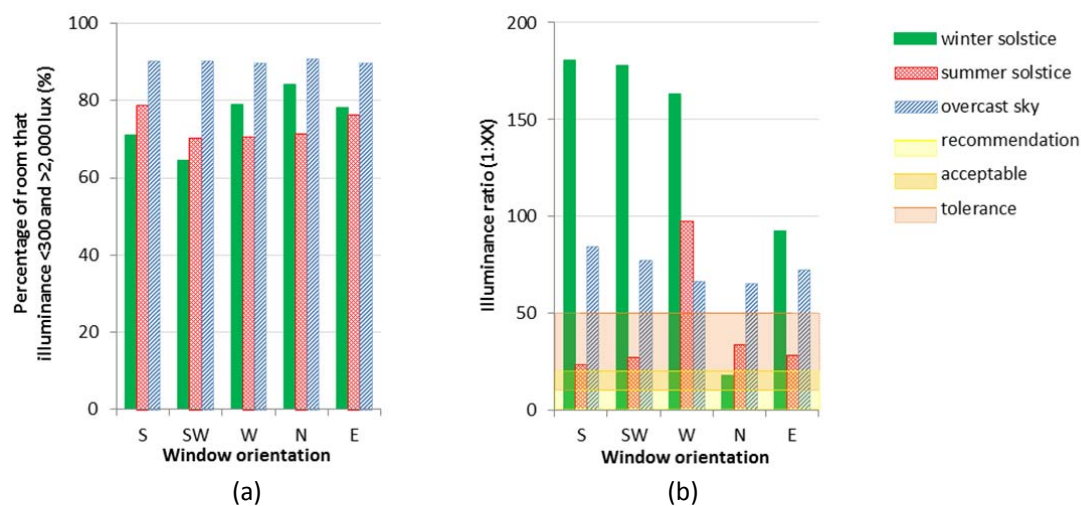 Percentage of room that
illuminance <300 and >2,000 lux (%)
100
80
60
40
20
0
S SW W N E
Window orientation
(a)
Illuminance ratio (1:XX)
200
150
100
50
0
S SW W N E
Window orientation
(b)
winter solstice
summer solstice
overcast sky
recommendation
acceptable
tolerance